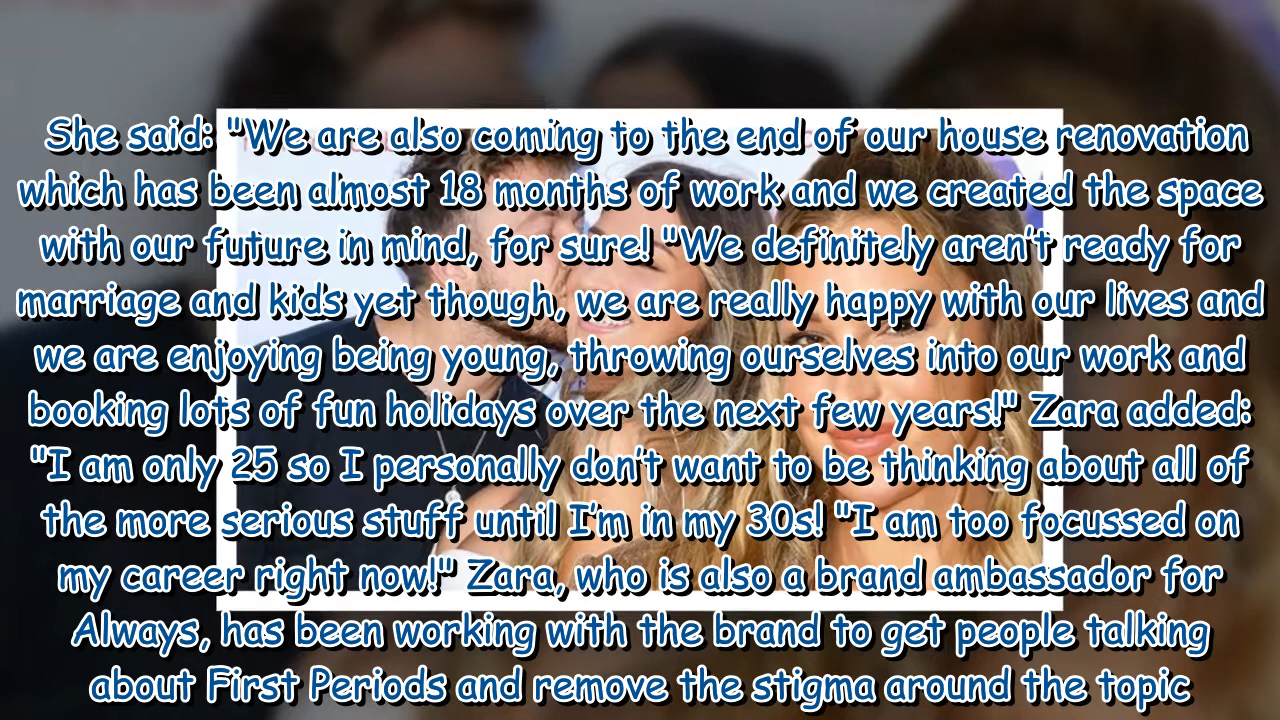 She said: "We are also coming to the end of our house renovation
which has been almost 18 months of work and we created the space
with our future in mind, for sure! "We definitely aren't ready for
marriage and kids yet though, we are really happy with our lives and
we are enjoying being young, throwing ourselves into our work and
booking lots of fun holidays over the next few years!" Zara added:
"I am only 25 so I personally don't want to be thinking about all of
the more serious stuff until I'm in my 30s! "I am too focussed on
my career right now!" Zara, who is also a brand ambassador for
Always, has been working with the brand to get people talking
about First Periods and remove the stigma around the topic